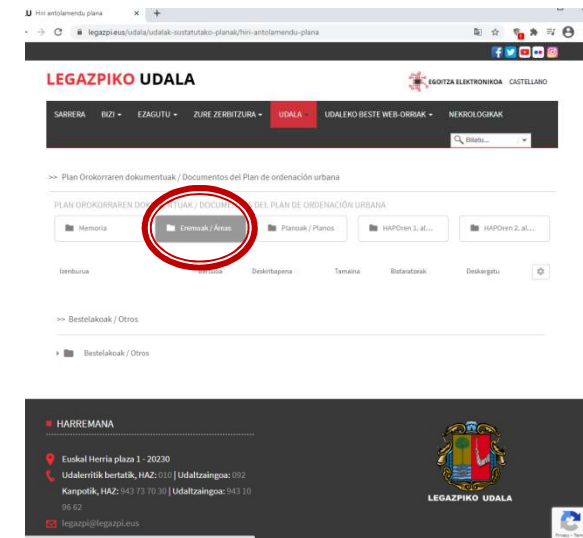 Hiri antolamendu plana
legazpi.eus/udala/udalak-sustatutako-planak/hiri-antolamendu-plana
LEGAZPIKO UDALA
EGOITZA ELEKTRONIKOA CASTELLANO
SARRERA BIZI EZAGUTU ZURE ZERBITZURA UDALA UDALEKO BESTE WEB-ORRIAK NEKROLOGIKAK
Bilatu...
>> Plan Orokorraren dokumentuak / Documentos del Plan de ordenación urbana
PLAN OROKORRAREN DOKUMENTUAK / DOCUMENTOS DEL PLAN DE ORDENACIÓN URBANA
Memoria Eremuak / Áreas Planoak / Planos HAPOren 1. al... HAPOren 2. al...
Izenburua Bertsioa Deskribapena Tamaina Bistaratzeak Deskargatu
>> Bestelakoak / Otros
Bestelakoak / Otros
HARREMANA
Euskal Herria plaza 1 - 20230
Udalerritik bertatik, HAZ: 010 | Udaltzaingoa: 092
Kanpotik, HAZ: 943 73 70 30 | Udaltzaingoa: 943 10
96 62
legazpi@legazpi.eus
LEGAZPIKO UDALA